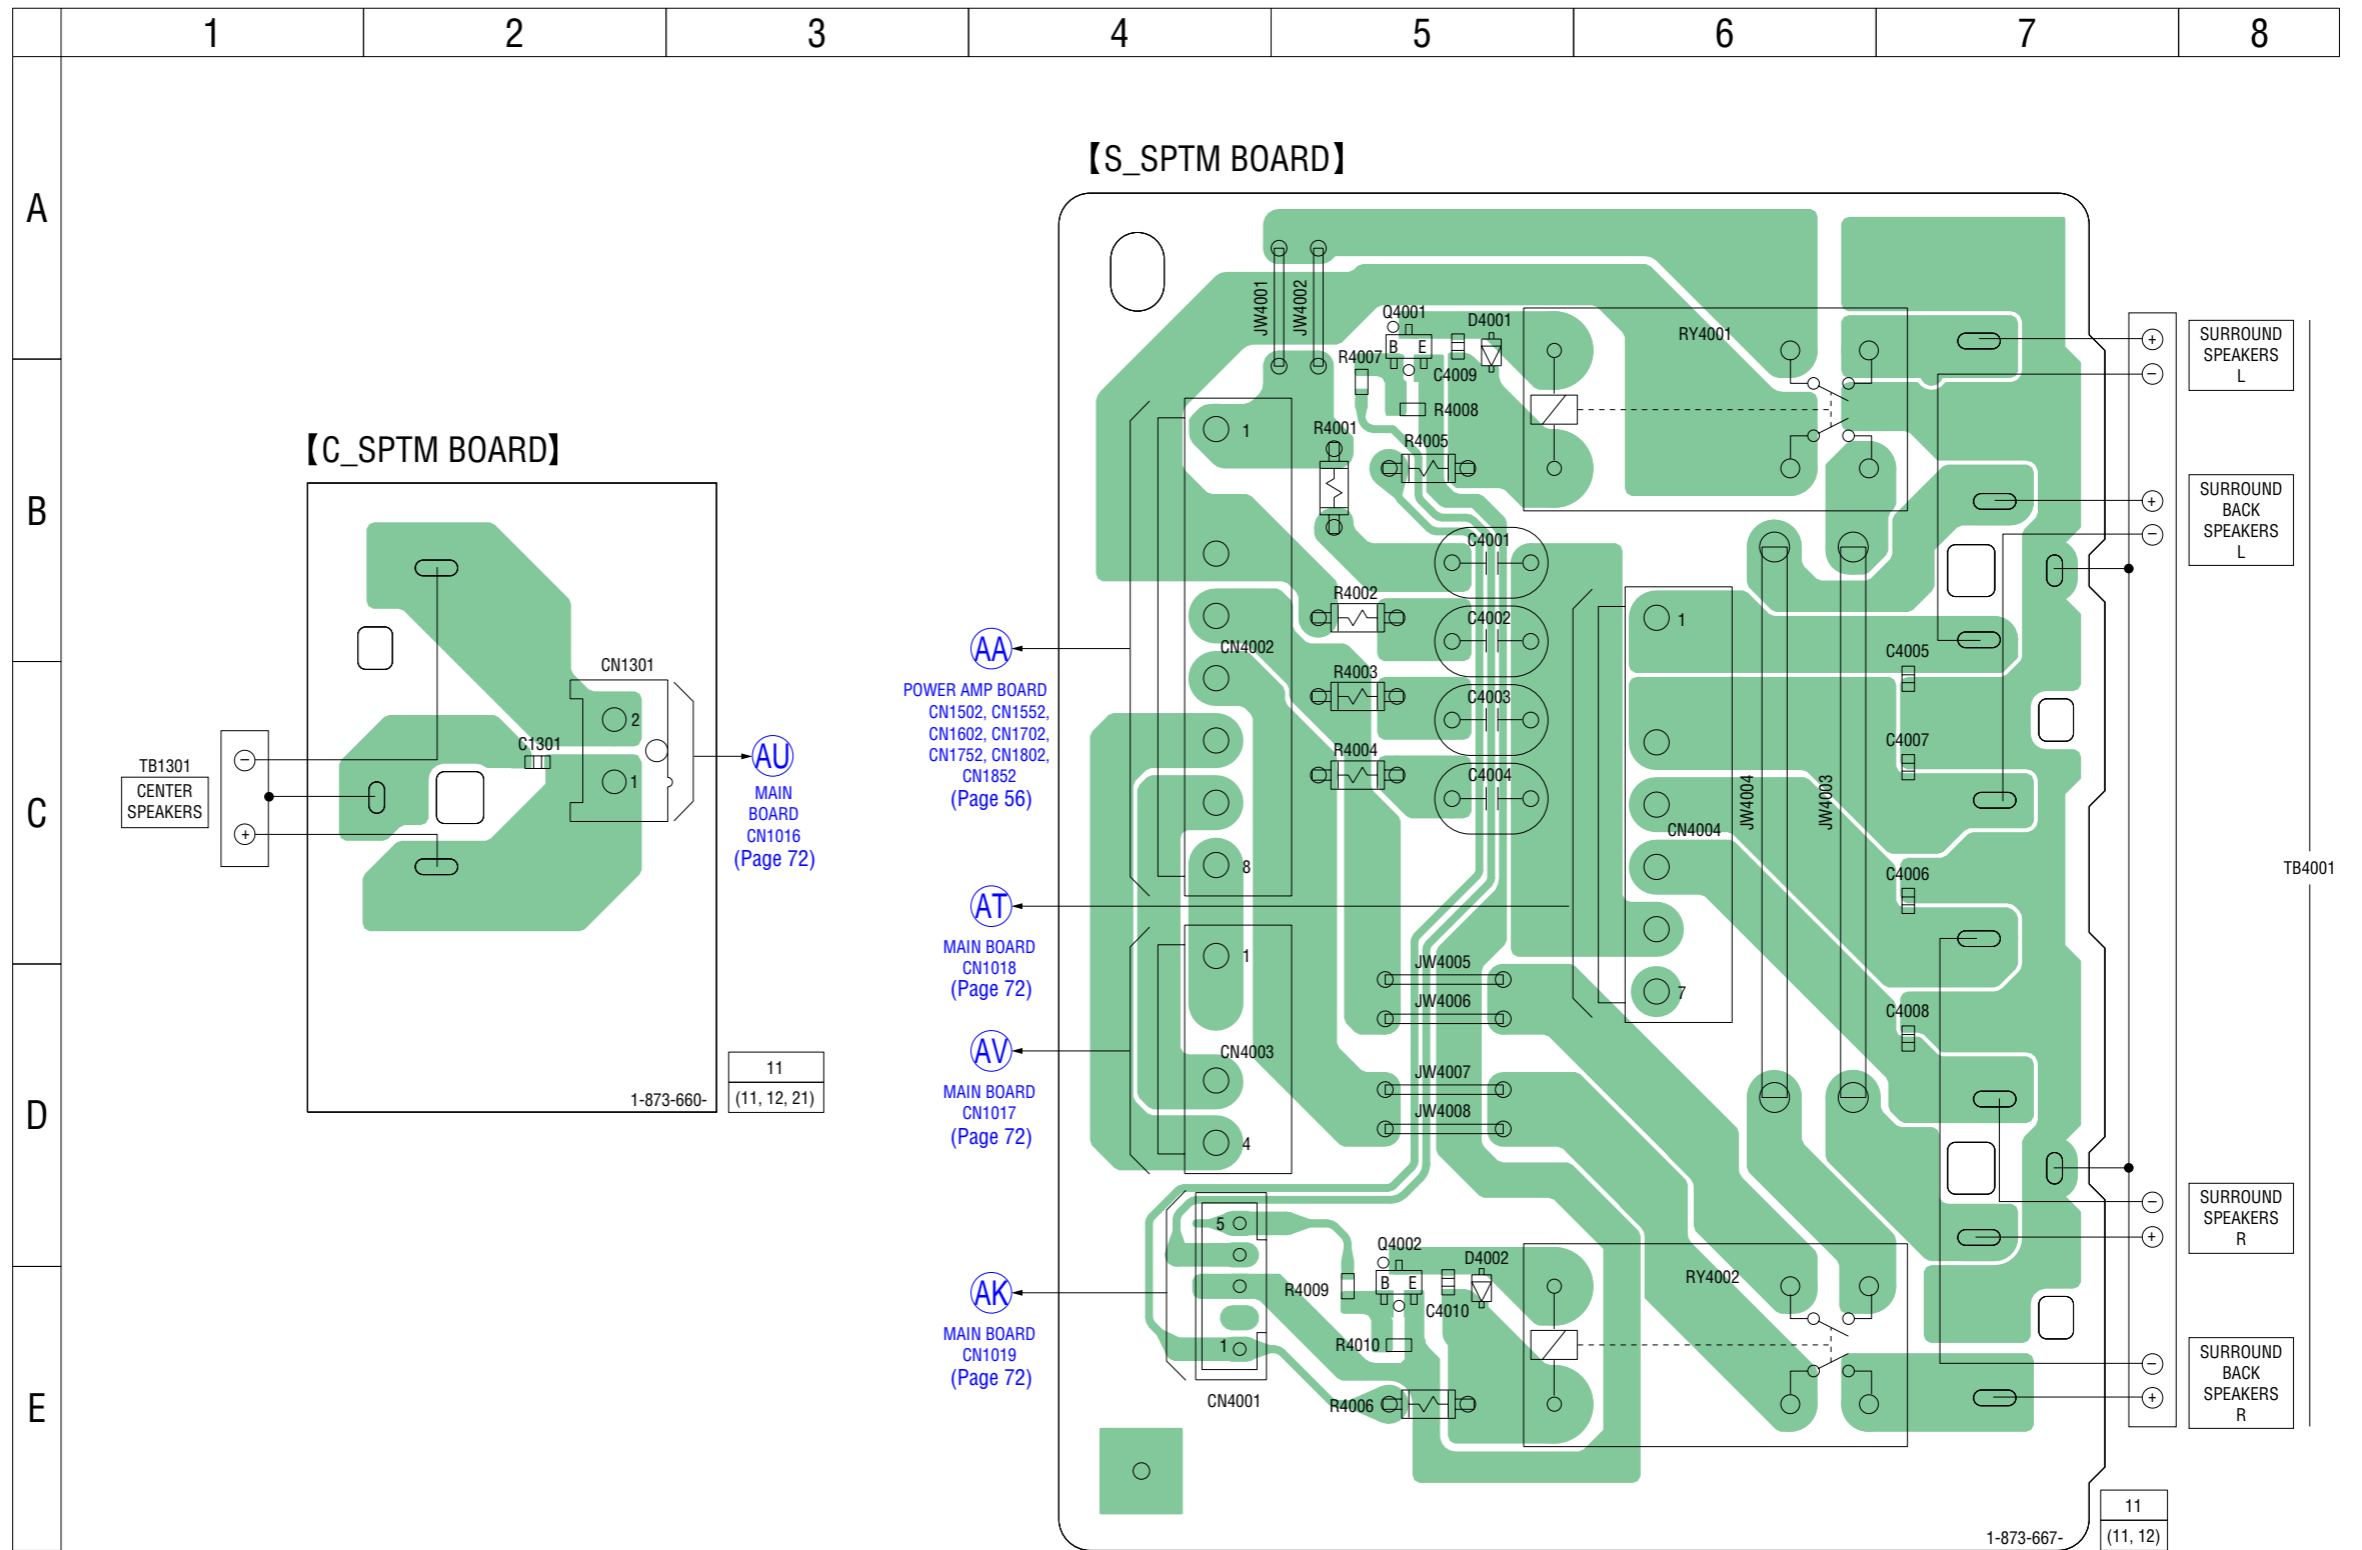 1 2 3 4 5 6 7 8
A
B
C
D
E
【S_SPTM BOARD】
JW4001
JW4002
Q4001
B E
D4001
R4007
C4009
R4008
RY4001
R4001
R4005
1
CN4002
8
C4001
R4002
C4002
R4003
C4003
R4004
C4004
1
CN4004
7
JW4004
JW4003
C4005
C4007
C4006
C4008
JW4005
JW4006
JW4007
JW4008
1
CN4003
4
5
1
CN4001
Q4002
B E
D4002
R4009
C4010
R4010
R4006
RY4002
1-873-667-
11
(11, 12)
+
−
SURROUND
SPEAKERS
L
+
−
SURROUND
BACK
SPEAKERS
L
TB4001
−
+
SURROUND
SPEAKERS
R
−
+
SURROUND
BACK
SPEAKERS
R
【C_SPTM BOARD】
CN1301
2
1
C1301
TB1301
CENTER
SPEAKERS
−
+
1-873-660-
11
(11, 12, 21)
AU
MAIN
BOARD
CN1016
(Page 72)
AA
POWER AMP BOARD
CN1502, CN1552,
CN1602, CN1702,
CN1752, CN1802,
CN1852
(Page 56)
AT
MAIN BOARD
CN1018
(Page 72)
AV
MAIN BOARD
CN1017
(Page 72)
AK
MAIN BOARD
CN1019
(Page 72)